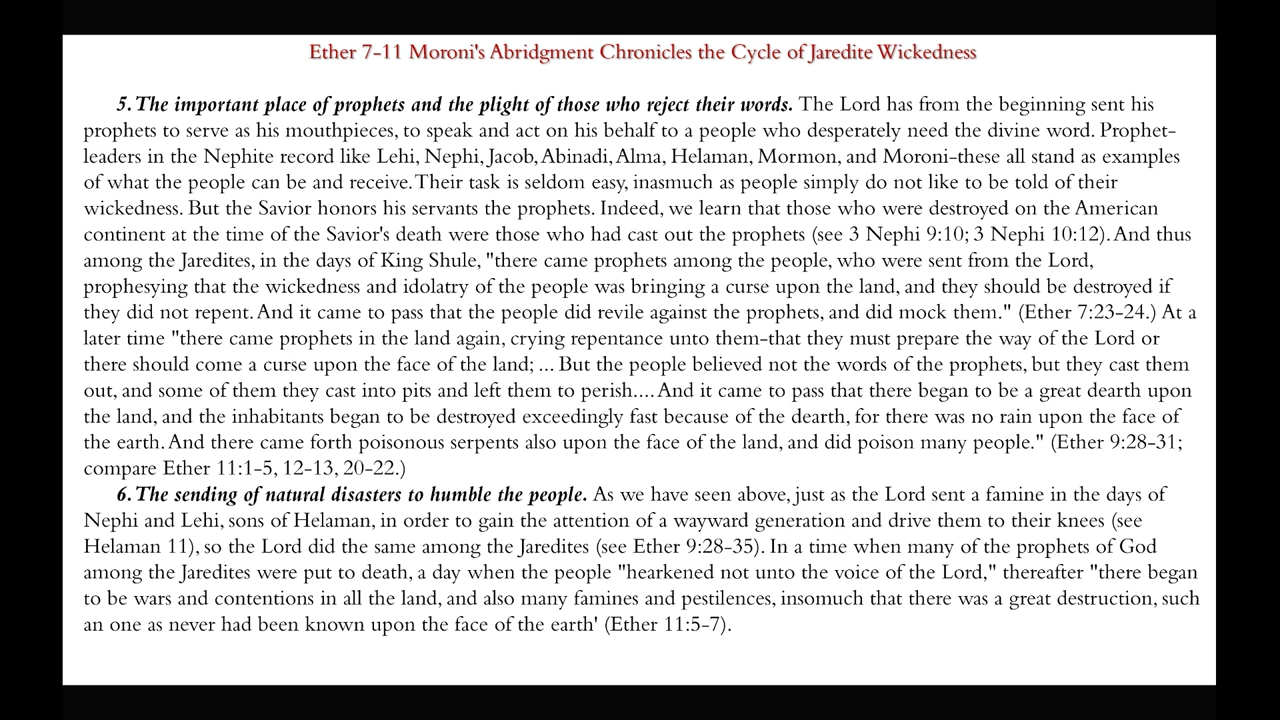 Ether 7-11 Moroni's Abridgment Chronicles the Cycle of Jaredite Wickedness
5. The important place of prophets and the plight of those who reject their words. The Lord has from the beginning sent his
prophets to serve as his mouthpieces, to speak and act on his behalf to a people who desperately need the divine word. Prophet-
leaders in the Nephite record like Lehi, Nephi, Jacob, Abinadi, Alma, Helaman, Mormon, and Moroni-these all stand as examples
of what the people can be and receive. Their task is seldom easy, inasmuch as people simply do not like to be told of their
wickedness. But the Savior honors his servants the prophets. Indeed, we learn that those who were destroyed on the American
continent at the time of the Savior's death were those who had cast out the prophets (see 3 Nephi 9:10; 3 Nephi 10:12). And thus
among the Jaredites, in the days of King Shule, "there came prophets among the people, who were sent from the Lord,
prophesying that the wickedness and idolatry of the people was bringing a curse upon the land, and they should be destroyed if
they did not repent. And it came to pass that the people did revile against the prophets, and did mock them." (Ether 7:23-24.) At a
later time "there came prophets in the land again, crying repentance unto them-that they must prepare the way of the Lord or
there should come a curse upon the face of the land; ... But the people believed not the words of the prophets, but they cast them
out, and some of them they cast into pits and left them to perish.... And it came to pass that there began to be a great dearth upon
the land, and the inhabitants began to be destroyed exceedingly fast because of the dearth, for there was no rain upon the face of
the earth. And there came forth poisonous serpents also upon the face of the land, and did poison many people." (Ether 9:28-31;
compare Ether 11:1-5, 12-13, 20-22.)
6. The sending of natural disasters to humble the people. As we have seen above, just as the Lord sent a famine in the days of
Nephi and Lehi, sons of Helaman, in order to gain the attention of a wayward generation and drive them to their knees (see
Helaman 11), so the Lord did the same among the Jaredites (see Ether 9:28-35). In a time when many of the prophets of God
among the Jaredites were put to death, a day when the people "hearkened not unto the voice of the Lord," thereafter "there began
to be wars and contentions in all the land, and also many famines and pestilences, insomuch that there was a great destruction, such
an one as never had been known upon the face of the earth' (Ether 11:5-7).